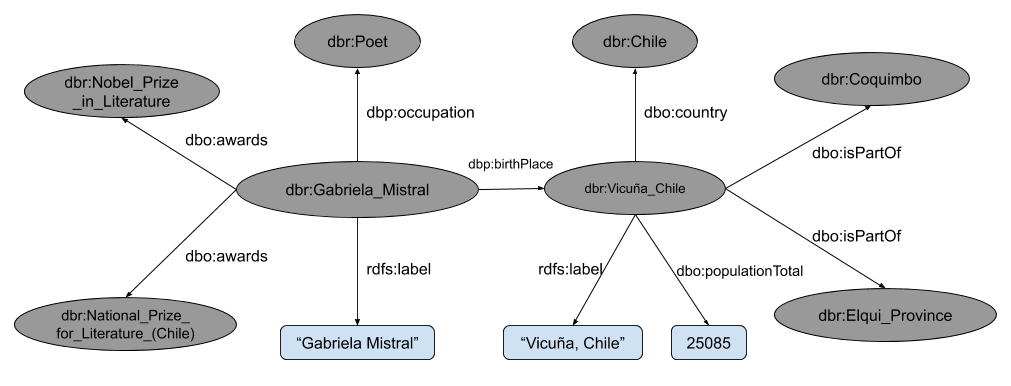 dbr:Poet
dbr:Chile
dbr:Nobel_Prize
_in_Literature
dbr:Coquimbo
dbp:occupation
dbo:country
dbo:awards
dbo:isPartOf
dbp:birthPlace
dbr:Gabriela_Mistral
dbr:Vicuña_Chile
dbo:isPartOf
dbo:awards
rdfs:label
rdfs:label
dbo:populationTotal
dbr:National_Prize_
for_Literature_(Chile)
dbr:Elqui_Province
“Gabriela Mistral”
“Vicuña, Chile”
25085